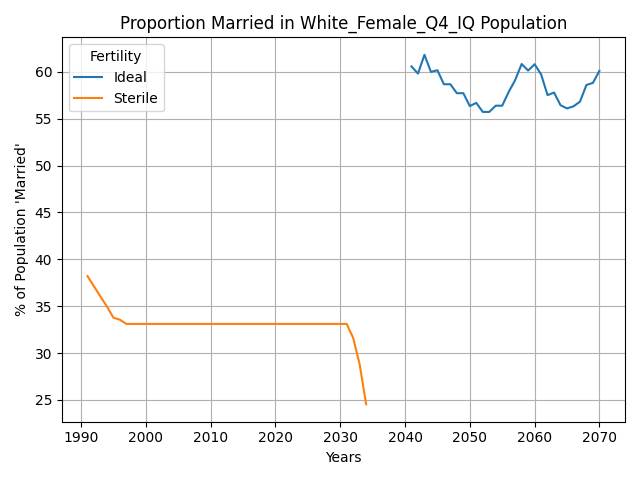 Proportion Married in White_Female_Q4_IQ Population
Fertility
Ideal
Sterile
% of Population 'Married'
60
55
50
45
40
35
30
25
1990 2000 2010 2020 2030 2040 2050 2060 2070
Years